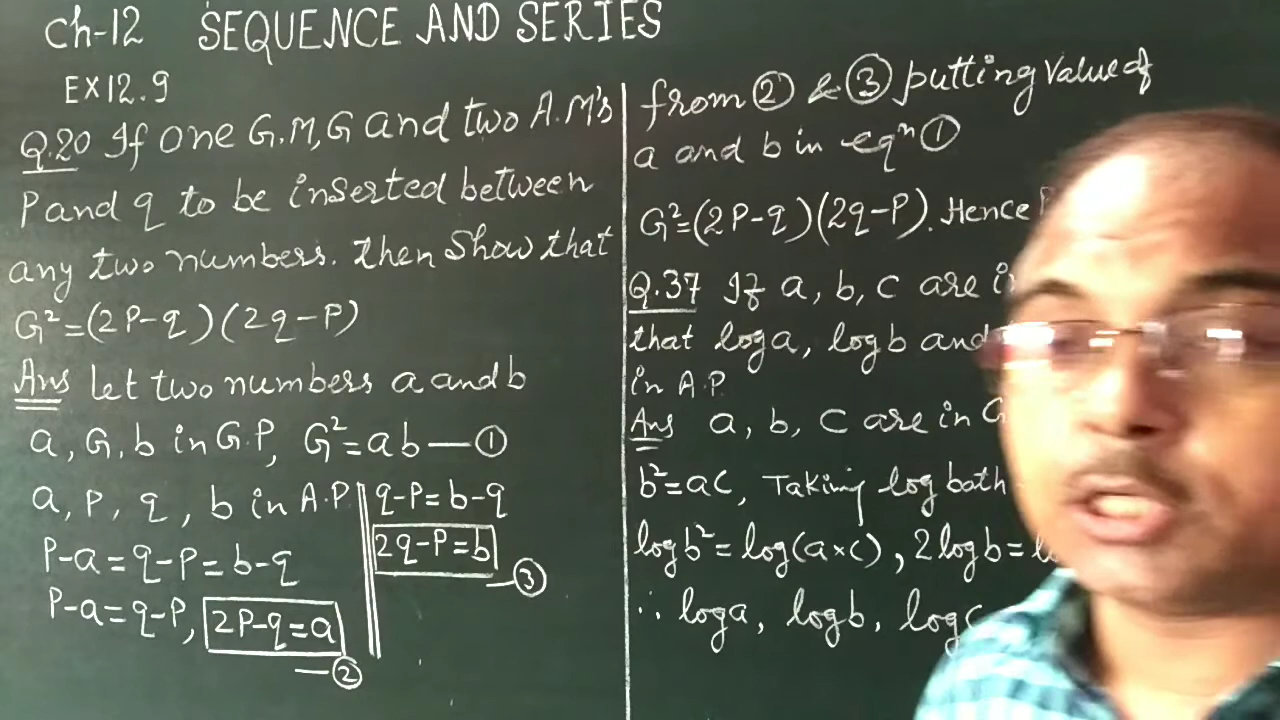 Ch-12 SEQUENCE AND SERIES
EX 12.9
Q.20 If one G.M, G and two A.M's
P and q to be inserted between
any two numbers. then Show that
G²=(2P-q)(2q-P)
Ans Let two numbers a and b
a, G, b in G.P, G²=ab — ①
a, P, q, b in A.P
P-a=q-P=b-q
P-a=q-P, 2P-q=a
— ②
q-P=b-q
2q-P=b
— ③
from ② & ③ putting value of
a and b in eqⁿ ①
G²=(2P-q)(2q-P). Hence
Q.37 If a, b, c are in
that log a, log b and
in A.P.
Ans a, b, c are in G
b²=ac, Taking log both
log b²=log(a×c), 2log b=
∴ log a, log b, log c